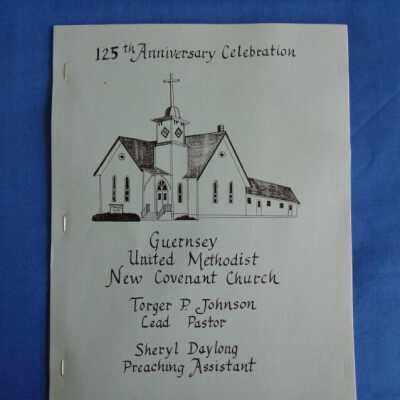 125th Anniversary Celebration
Guernsey
United Methodist
New Covenant Church
Torger P. Johnson
Lead Pastor
Sheryl Daylong
Preaching Assistant